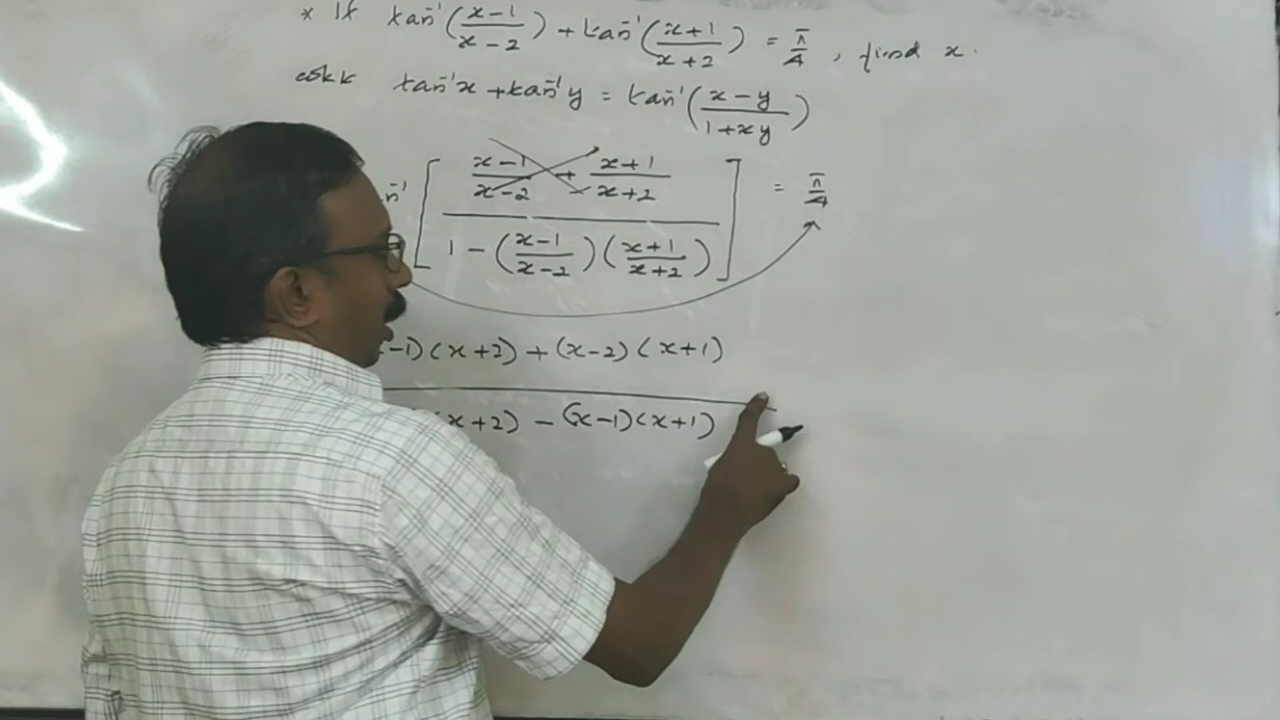 * If tan⁻¹((x-1)/(x-2)) + tan⁻¹((x+1)/(x+2)) = π/4, find x.
tan⁻¹x + tan⁻¹y = tan⁻¹((x-y)/(1+xy))
n⁻¹[((x-1)/(x-2) + (x+1)/(x+2))/(1-((x-1)/(x-2))((x+1)/(x+2)))] = π/4
-1)(x+2) + (x-2)(x+1)
x+2) - (x-1)(x+1)